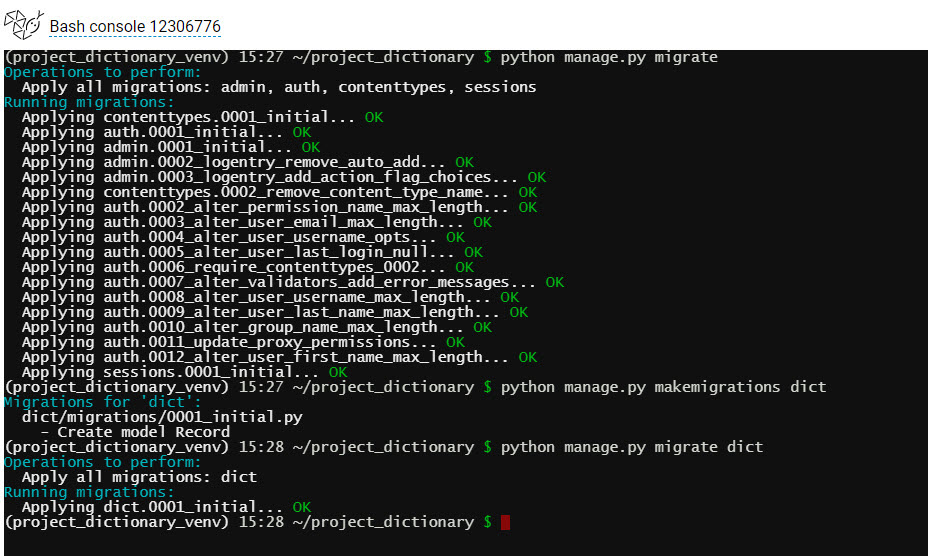 Bash console 12306776
(project_dictionary_venv) 15:27 ~/project_dictionary $ python manage.py migrate
Operations to perform:
  Apply all migrations: admin, auth, contenttypes, sessions
Running migrations:
  Applying contenttypes.0001_initial... OK
  Applying auth.0001_initial... OK
  Applying admin.0001_initial... OK
  Applying admin.0002_logentry_remove_auto_add... OK
  Applying admin.0003_logentry_add_action_flag_choices... OK
  Applying contenttypes.0002_remove_content_type_name... OK
  Applying auth.0002_alter_permission_name_max_length... OK
  Applying auth.0003_alter_user_email_max_length... OK
  Applying auth.0004_alter_user_username_opts... OK
  Applying auth.0005_alter_user_last_login_null... OK
  Applying auth.0006_require_contenttypes_0002... OK
  Applying auth.0007_alter_validators_add_error_messages... OK
  Applying auth.0008_alter_user_username_max_length... OK
  Applying auth.0009_alter_user_last_name_max_length... OK
  Applying auth.0010_alter_group_name_max_length... OK
  Applying auth.0011_update_proxy_permissions... OK
  Applying auth.0012_alter_user_first_name_max_length... OK
  Applying sessions.0001_initial... OK
(project_dictionary_venv) 15:27 ~/project_dictionary $ python manage.py makemigrations dict
Migrations for 'dict':
  dict/migrations/0001_initial.py
    - Create model Record
(project_dictionary_venv) 15:28 ~/project_dictionary $ python manage.py migrate dict
Operations to perform:
  Apply all migrations: dict
Running migrations:
  Applying dict.0001_initial... OK
(project_dictionary_venv) 15:28 ~/project_dictionary $